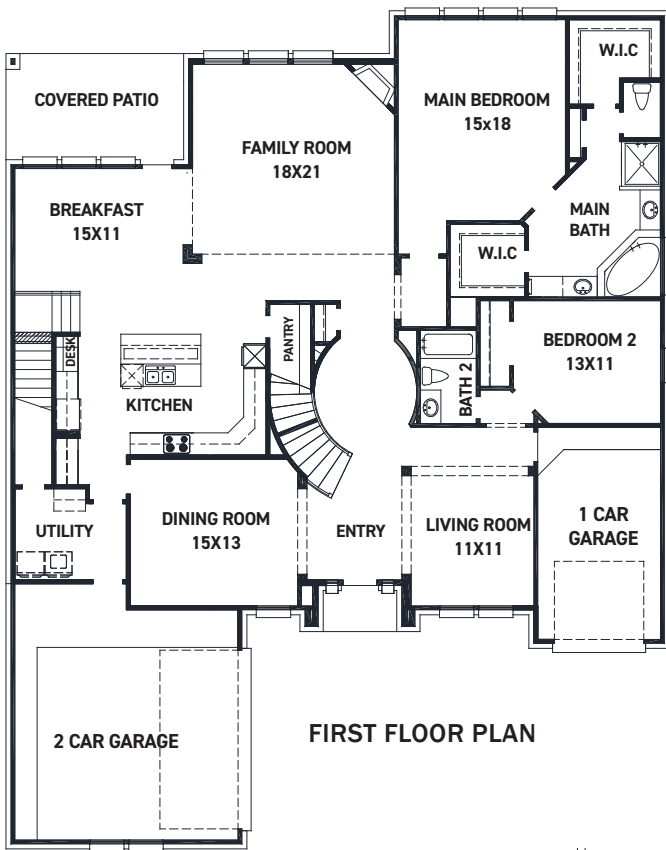 W.I.C
COVERED PATIO
MAIN BEDROOM
15x18
FAMILY ROOM
18X21
BREAKFAST
15X11
MAIN
BATH
W.I.C
PANTRY
DESK
BEDROOM 2
13X11
BATH 2
KITCHEN
DINING ROOM
15X13
ENTRY
LIVING ROOM
11X11
1 CAR
GARAGE
UTILITY
2 CAR GARAGE
FIRST FLOOR PLAN